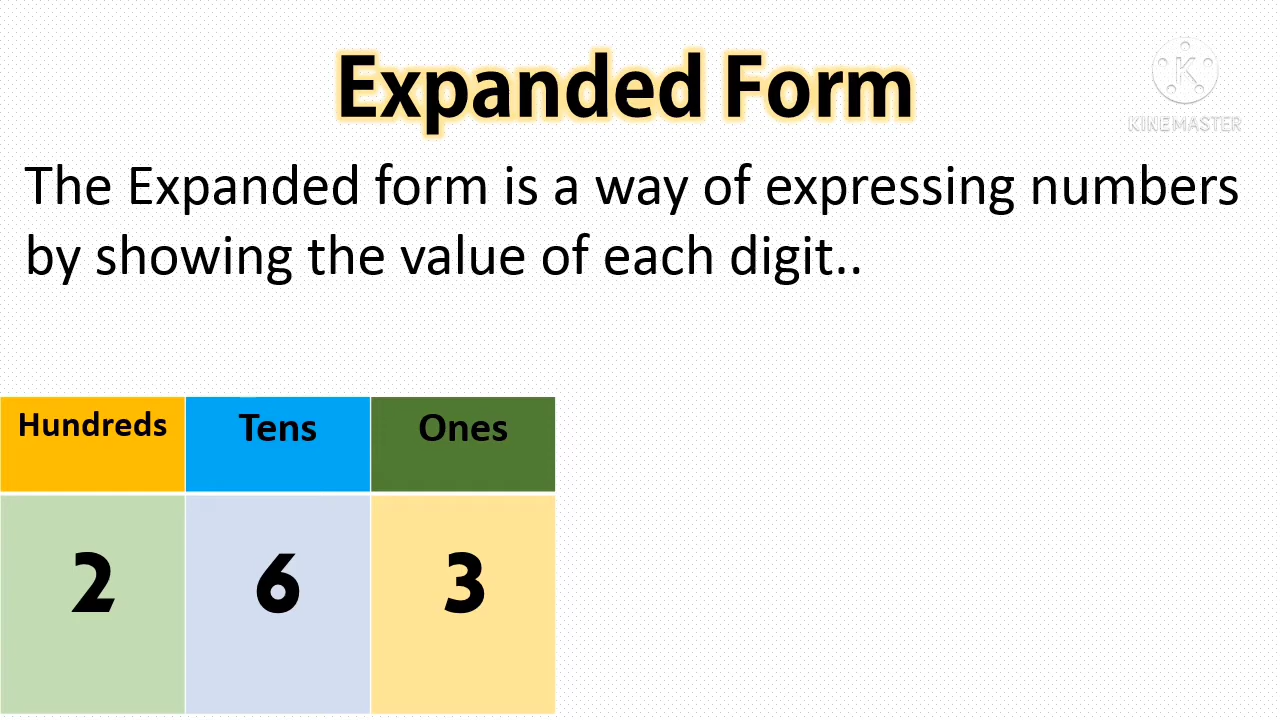 Expanded Form
K
KINEMASTER
The Expanded form is a way of expressing numbers
by showing the value of each digit..
Hundreds Tens Ones
2 6 3